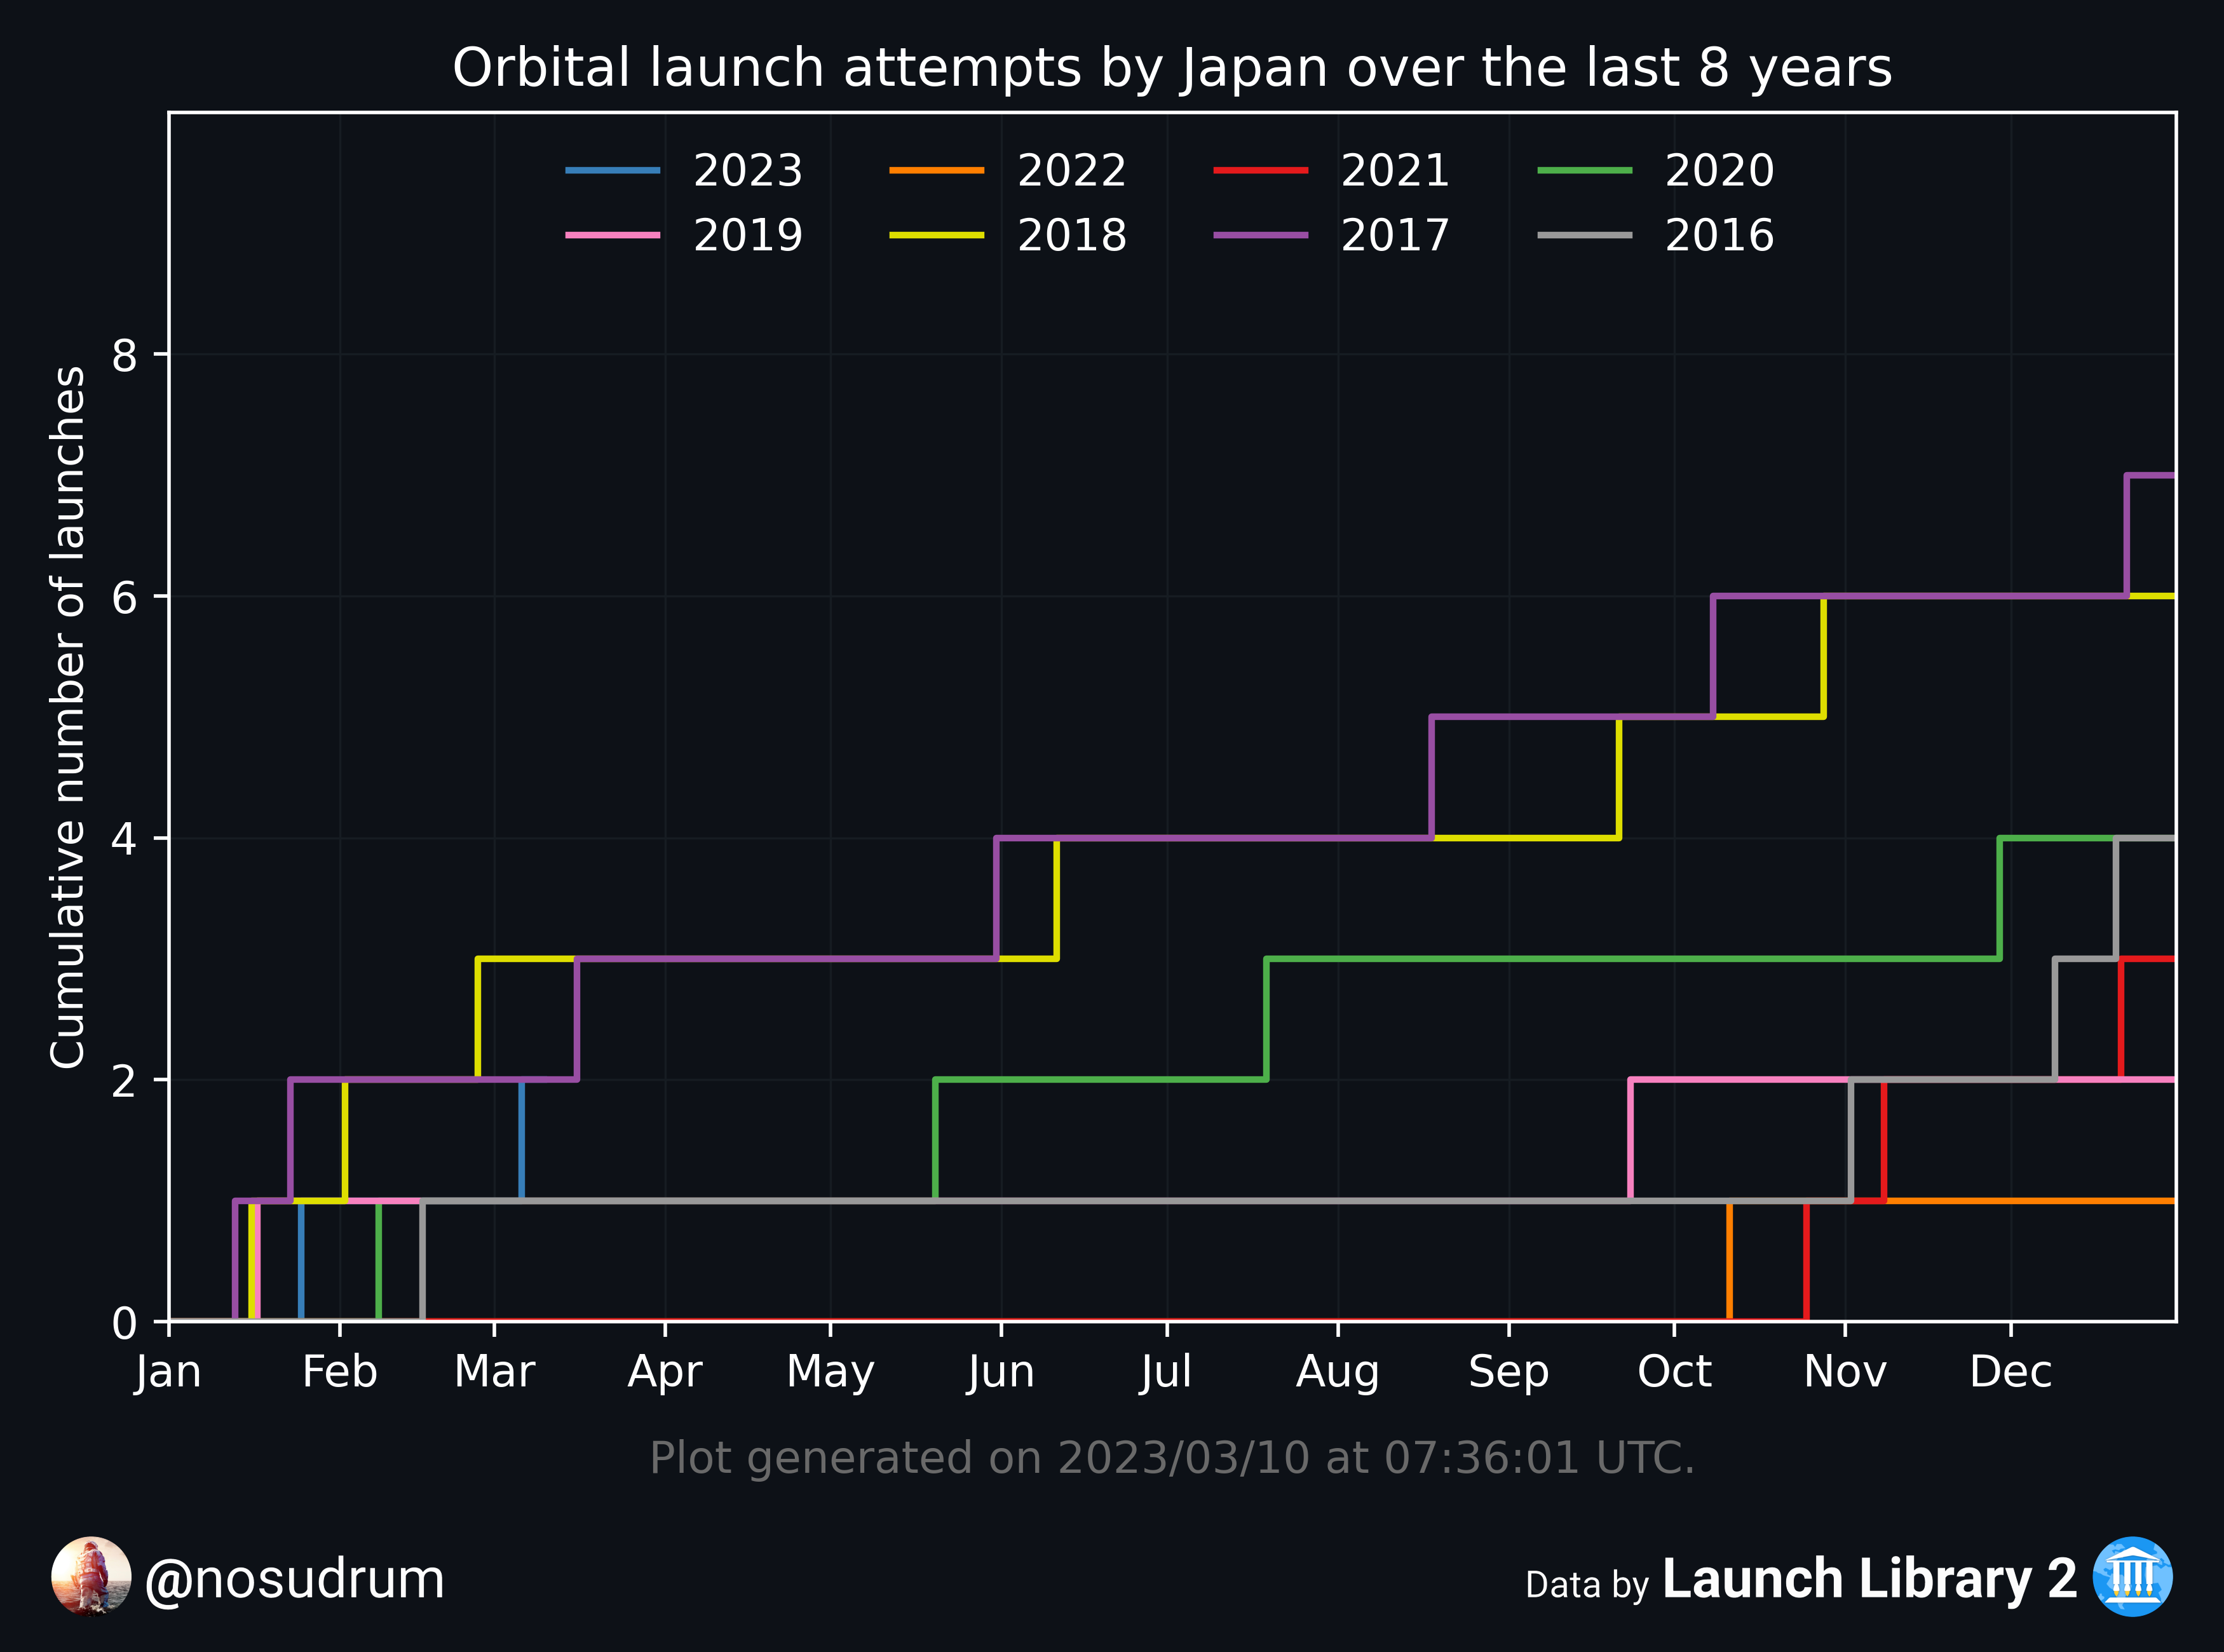 Orbital launch attempts by Japan over the last 8 years
2023 2022 2021 2020
2019 2018 2017 2016
Cumulative number of launches
8
6
4
2
0
Jan Feb Mar Apr May Jun Jul Aug Sep Oct Nov Dec
Plot generated on 2023/03/10 at 07:36:01 UTC.
@nosudrum
Data by Launch Library 2